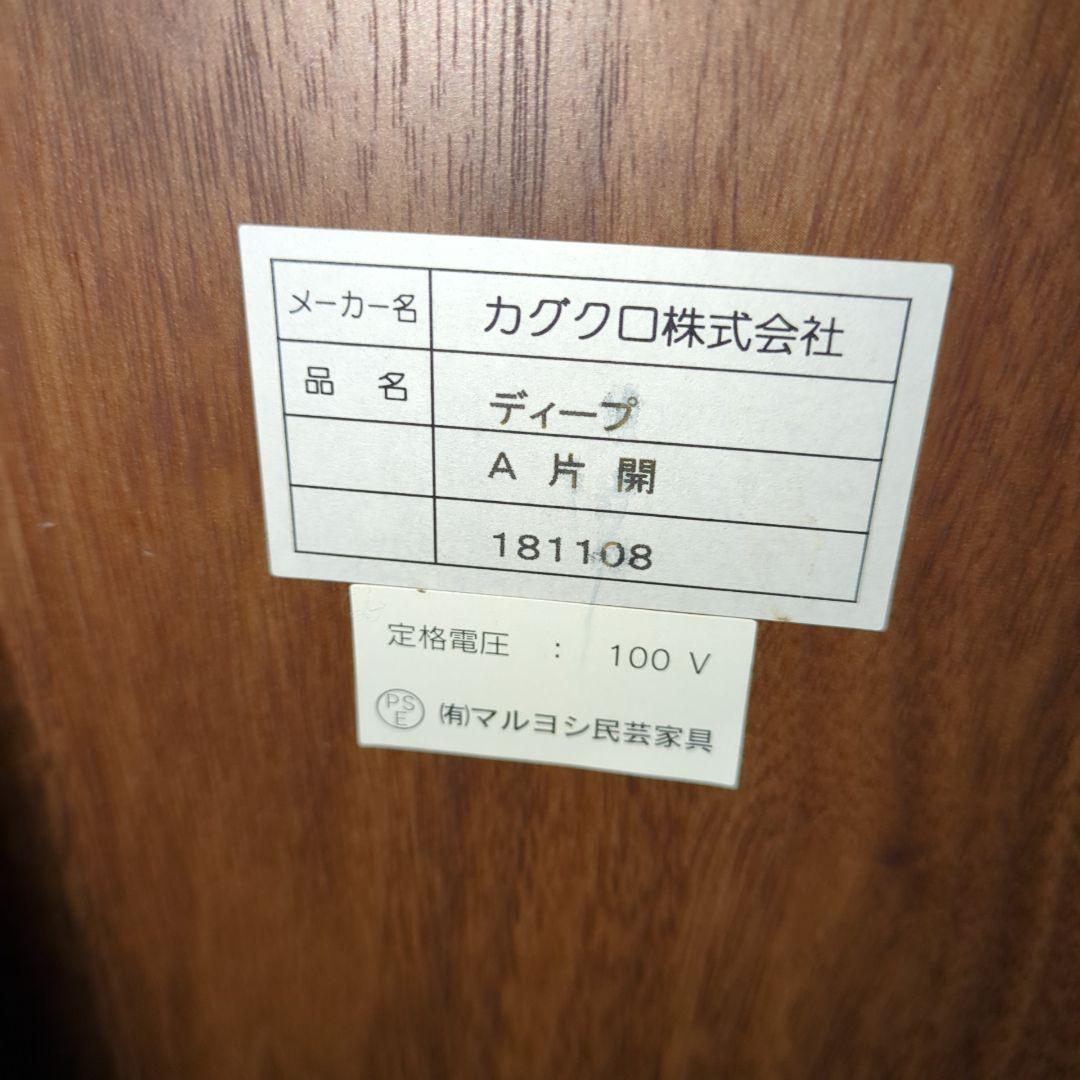 メーカー名 カグクロ株式会社
品 名 ディープ
A 片 開
181108
定格電圧 : 100 V
PSE ㈲マルヨシ民芸家具